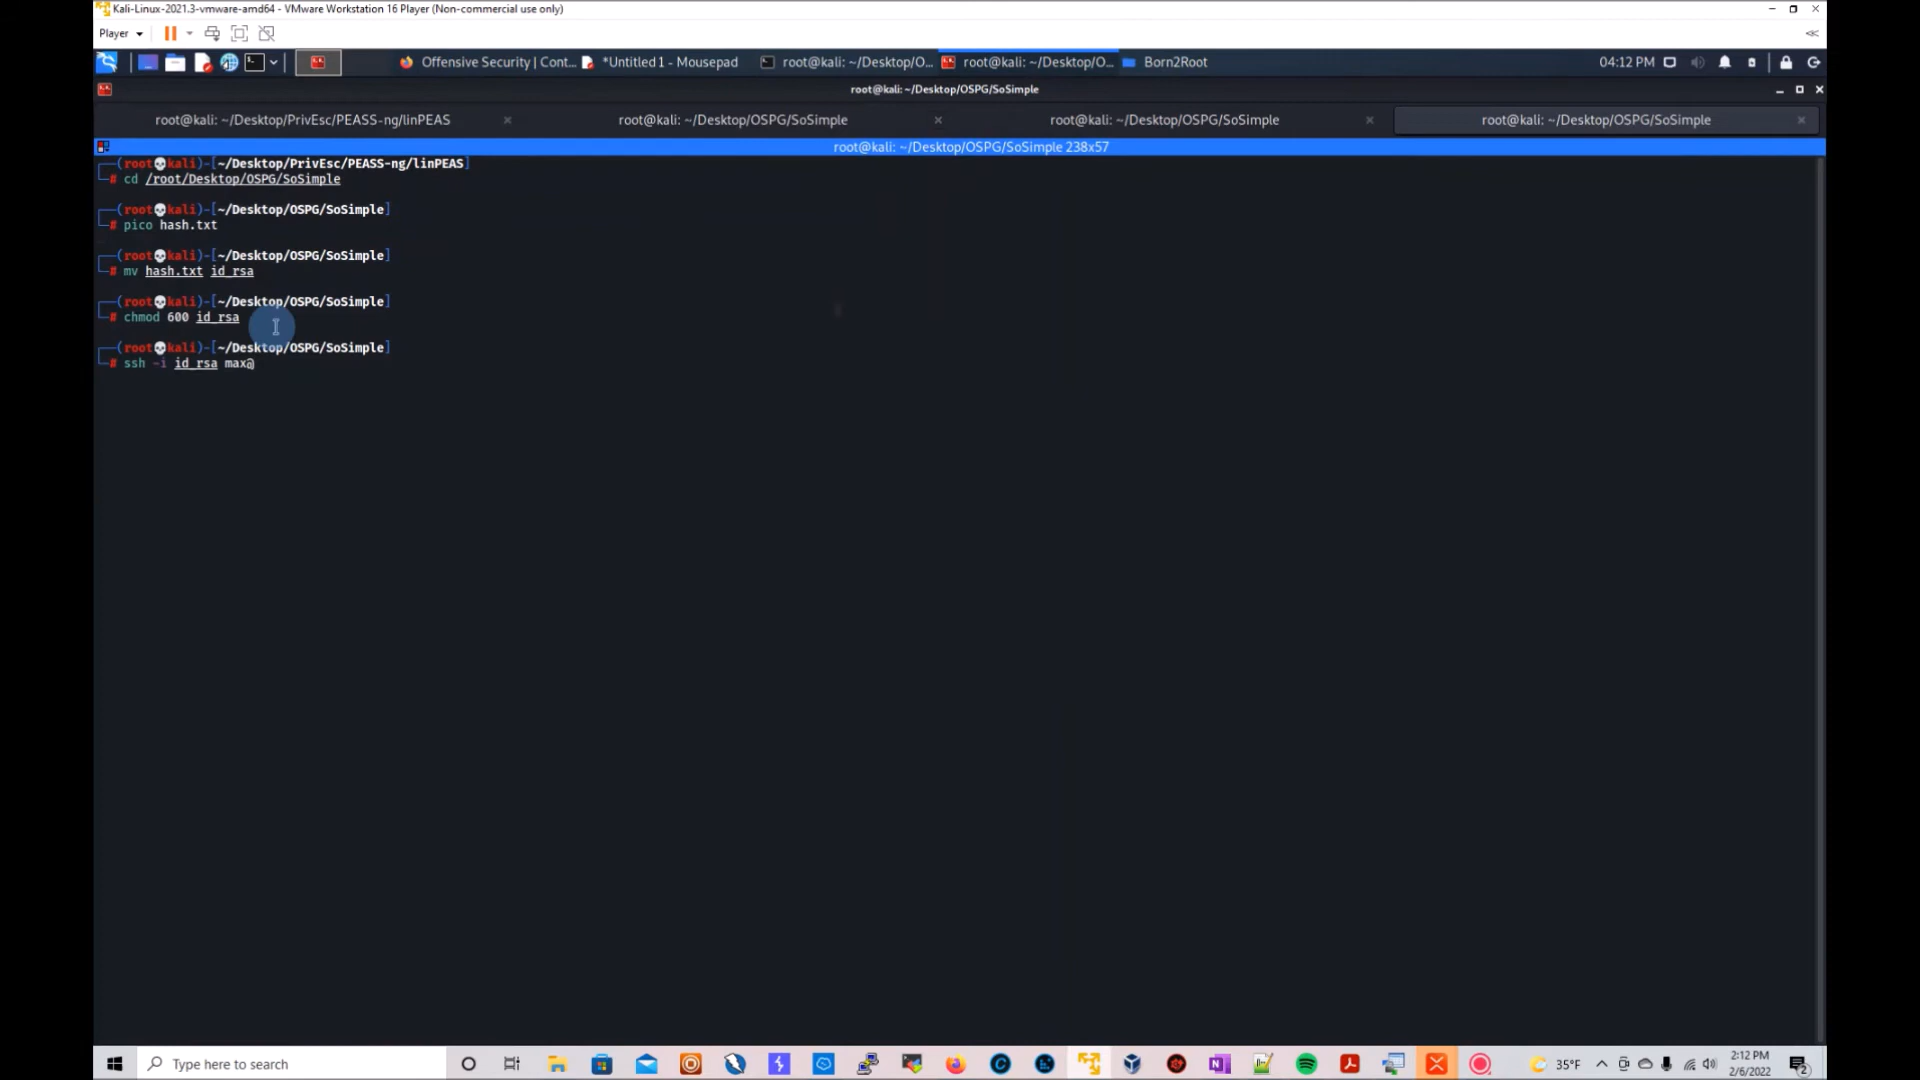 Kali-Linux-2021.3-vmware-amd64 - VMware Workstation 16 Player (Non-commercial use only)
Player
Offensive Security | Cont... *Untitled 1 - Mousepad root@kali: ~/Desktop/O... root@kali: ~/Desktop/O... Born2Root 04:12 PM
root@kali: ~/Desktop/OSPG/SoSimple
root@kali: ~/Desktop/PrivEsc/PEASS-ng/linPEAS root@kali: ~/Desktop/OSPG/SoSimple root@kali: ~/Desktop/OSPG/SoSimple root@kali: ~/Desktop/OSPG/SoSimple
root@kali: ~/Desktop/OSPG/SoSimple 238x57
(root💀kali)-[~/Desktop/PrivEsc/PEASS-ng/linPEAS]
# cd /root/Desktop/OSPG/SoSimple
(root💀kali)-[~/Desktop/OSPG/SoSimple]
# pico hash.txt
(root💀kali)-[~/Desktop/OSPG/SoSimple]
# mv hash.txt id_rsa
(root💀kali)-[~/Desktop/OSPG/SoSimple]
# chmod 600 id_rsa
(root💀kali)-[~/Desktop/OSPG/SoSimple]
# ssh -i id_rsa max@
Type here to search
35°F
2:12 PM
2/6/2022
2